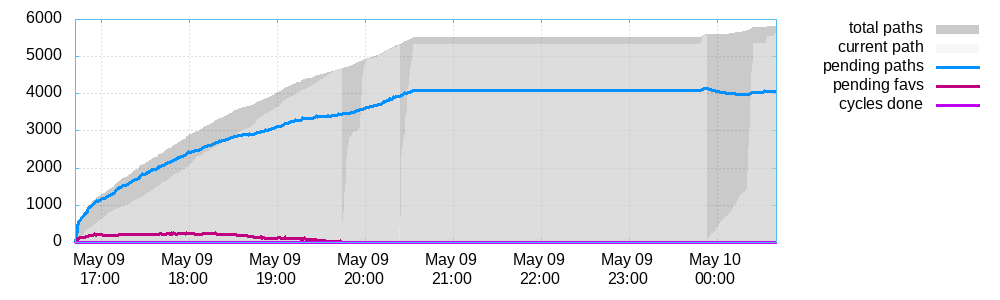 6000
5000
4000
3000
2000
1000
0
May 09 May 09 May 09 May 09 May 09 May 09 May 09 May 10
17:00 18:00 19:00 20:00 21:00 22:00 23:00 00:00
total paths
current path
pending paths
pending favs
cycles done